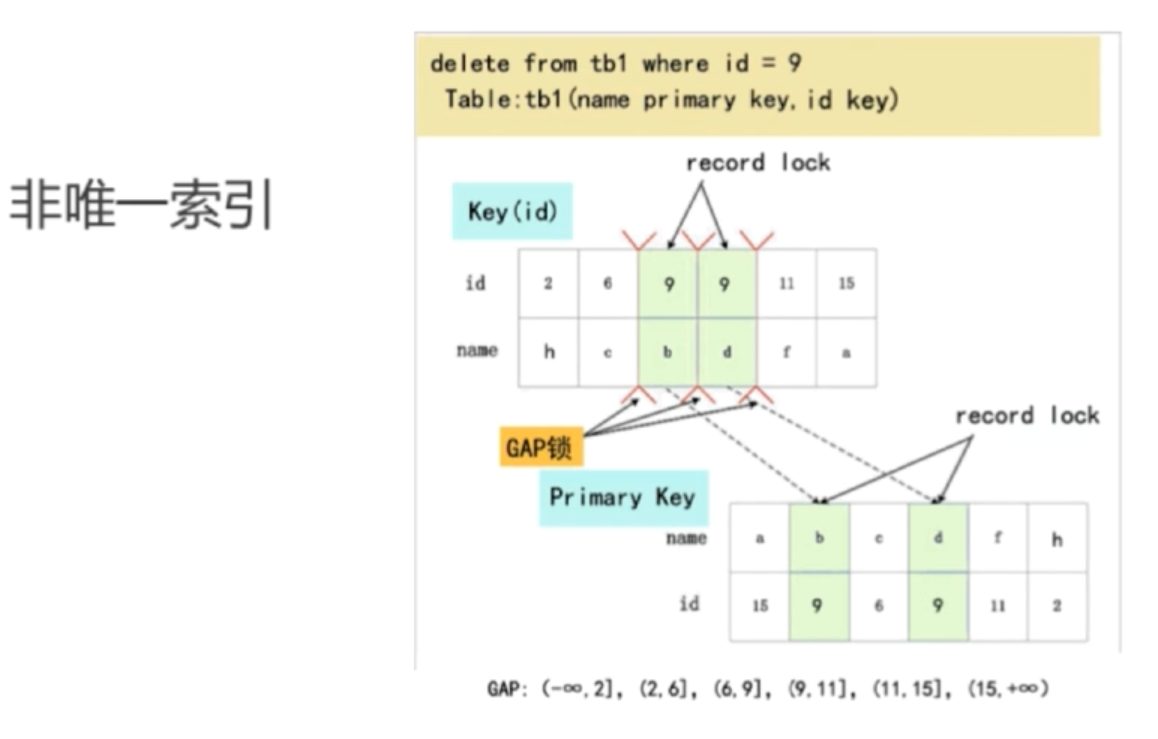 非唯一索引
delete from tb1 where id = 9
Table:tb1(name primary key,id key)
record lock
Key(id)
id 2 6 9 9 11 15
name h c b d f a
GAP锁
record lock
Primary Key
name a b c d f h
id 15 9 6 9 11 2
GAP: (-∞,2], (2,6], (6,9], (9,11], (11,15], (15,+∞)